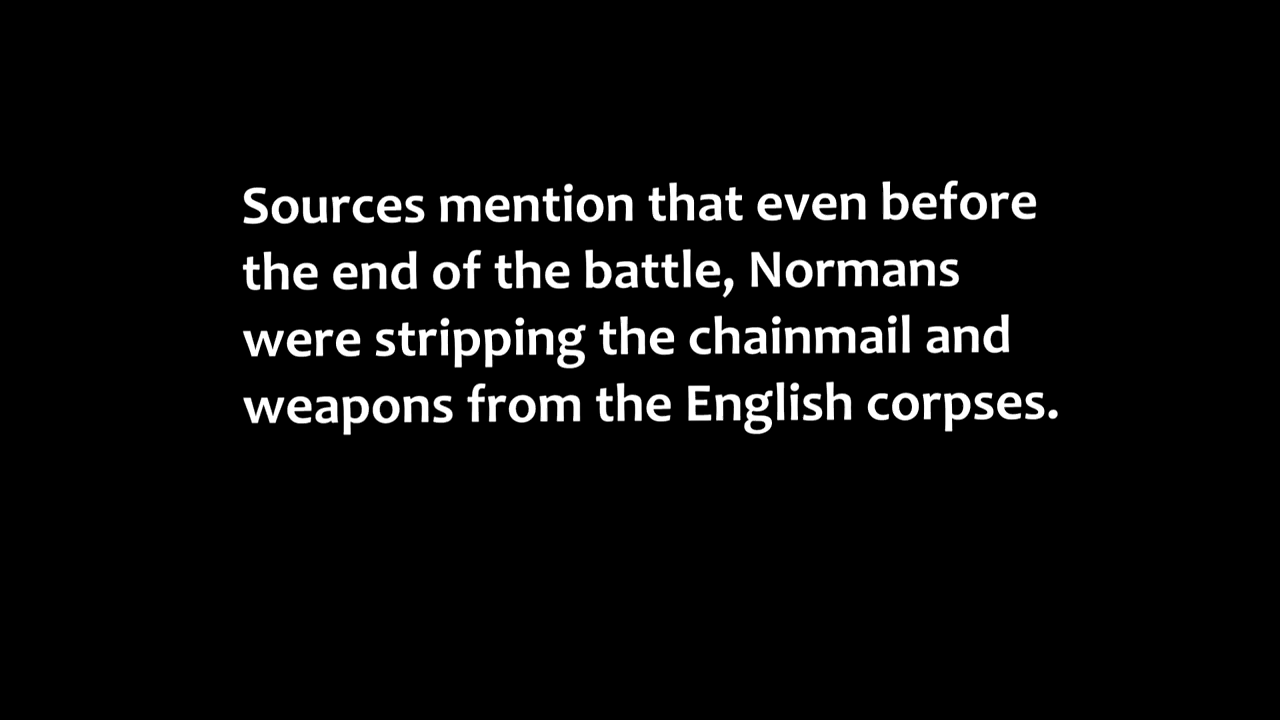 Sources mention that even before
the end of the battle, Normans
were stripping the chainmail and
weapons from the English corpses.